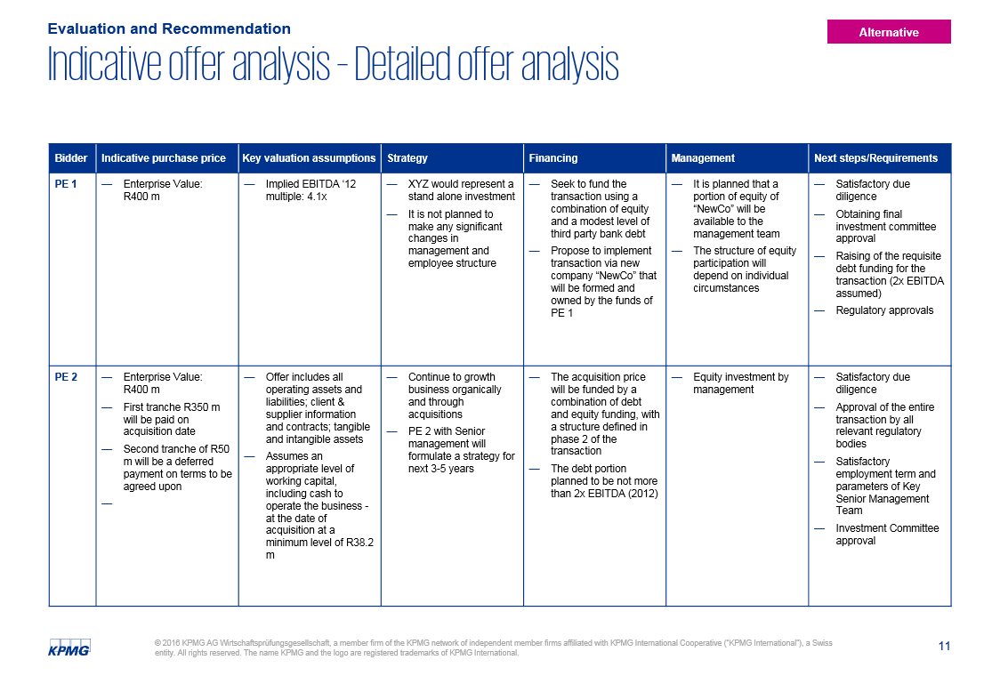 Evaluation and Recommendation
Alternative
Indicative offer analysis – Detailed offer analysis
Bidder
Indicative purchase price
Key valuation assumptions
Strategy
Financing
Management
Next steps/Requirements
PE 1
— Enterprise Value:
R400 m
— Implied EBITDA ‘12
multiple: 4.1x
— XYZ would represent a
stand alone investment
— It is not planned to
make any significant
changes in
management and
employee structure
— Seek to fund the
transaction using a
combination of equity
and a modest level of
third party bank debt
— Propose to implement
transaction via new
company “NewCo” that
will be formed and
owned by the funds of
PE 1
— It is planned that a
portion of equity of
“NewCo” will be
available to the
management team
— The structure of equity
participation will
depend on individual
circumstances
— Satisfactory due
diligence
— Obtaining final
investment committee
approval
— Raising of the requisite
debt funding for the
transaction (2x EBITDA
assumed)
— Regulatory approvals
PE 2
— Enterprise Value:
R400 m
— First tranche R350 m
will be paid on
acquisition date
— Second tranche of R50
m will be a deferred
payment on terms to be
agreed upon
—
— Offer includes all
operating assets and
liabilities; client &
supplier information
and contracts; tangible
and intangible assets
— Assumes an
appropriate level of
working capital,
including cash to
operate the business -
at the date of
acquisition at a
minimum level of R38.2
m
— Continue to growth
business organically
and through
acquisitions
— PE 2 with Senior
management will
formulate a strategy for
next 3-5 years
— The acquisition price
will be funded by a
combination of debt
and equity funding, with
a structure defined in
phase 2 of the
transaction
— The debt portion
planned to be not more
than 2x EBITDA (2012)
— Equity investment by
management
— Satisfactory due
diligence
— Approval of the entire
transaction by all
relevant regulatory
bodies
— Satisfactory
employment term and
parameters of Key
Senior Management
Team
— Investment Committee
approval
KPMG
© 2016 KPMG AG Wirtschaftsprüfungsgesellschaft, a member firm of the KPMG network of independent member firms affiliated with KPMG International Cooperative (“KPMG International”), a Swiss
entity. All rights reserved. The name KPMG and the logo are registered trademarks of KPMG International.
11